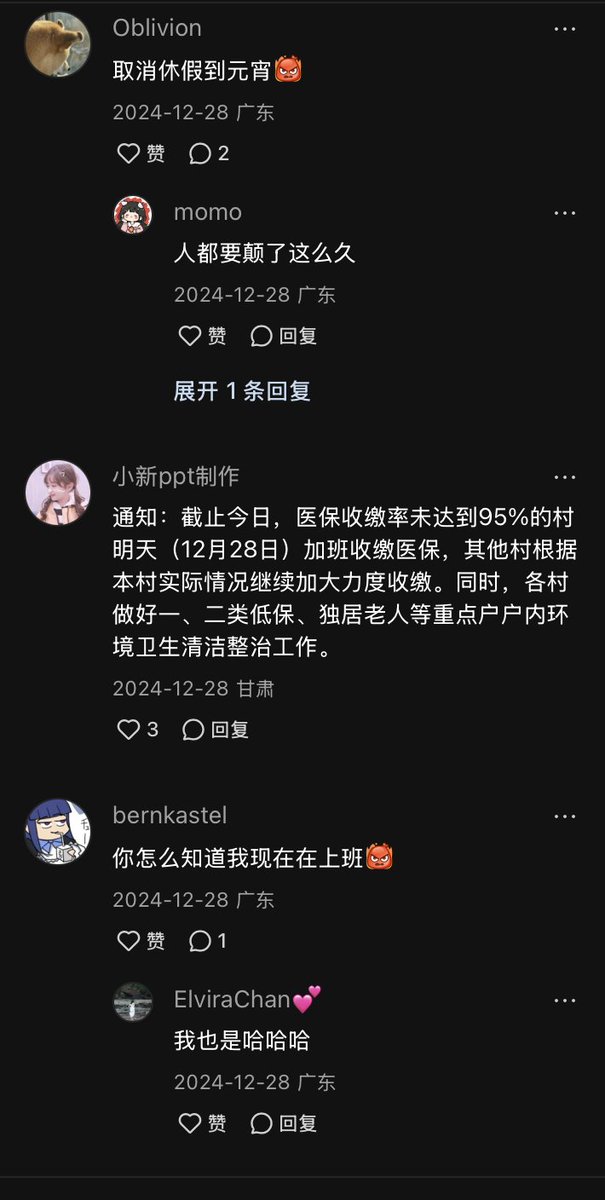 Oblivion
取消休假到元宵👹
2024-12-28 广东
赞 2
momo
人都要颠了这么久
2024-12-28 广东
赞 回复
展开 1 条回复
小新ppt制作
通知：截止今日，医保收缴率未达到95%的村
明天（12月28日）加班收缴医保，其他村根据
本村实际情况继续加大力度收缴。同时，各村
做好一、二类低保、独居老人等重点户户内环
境卫生清洁整治工作。
2024-12-28 甘肃
3 回复
bernkastel
你怎么知道我现在在上班👹
2024-12-28 广东
赞 1
ElviraChan💕
我也是哈哈哈
2024-12-28 广东
赞 回复